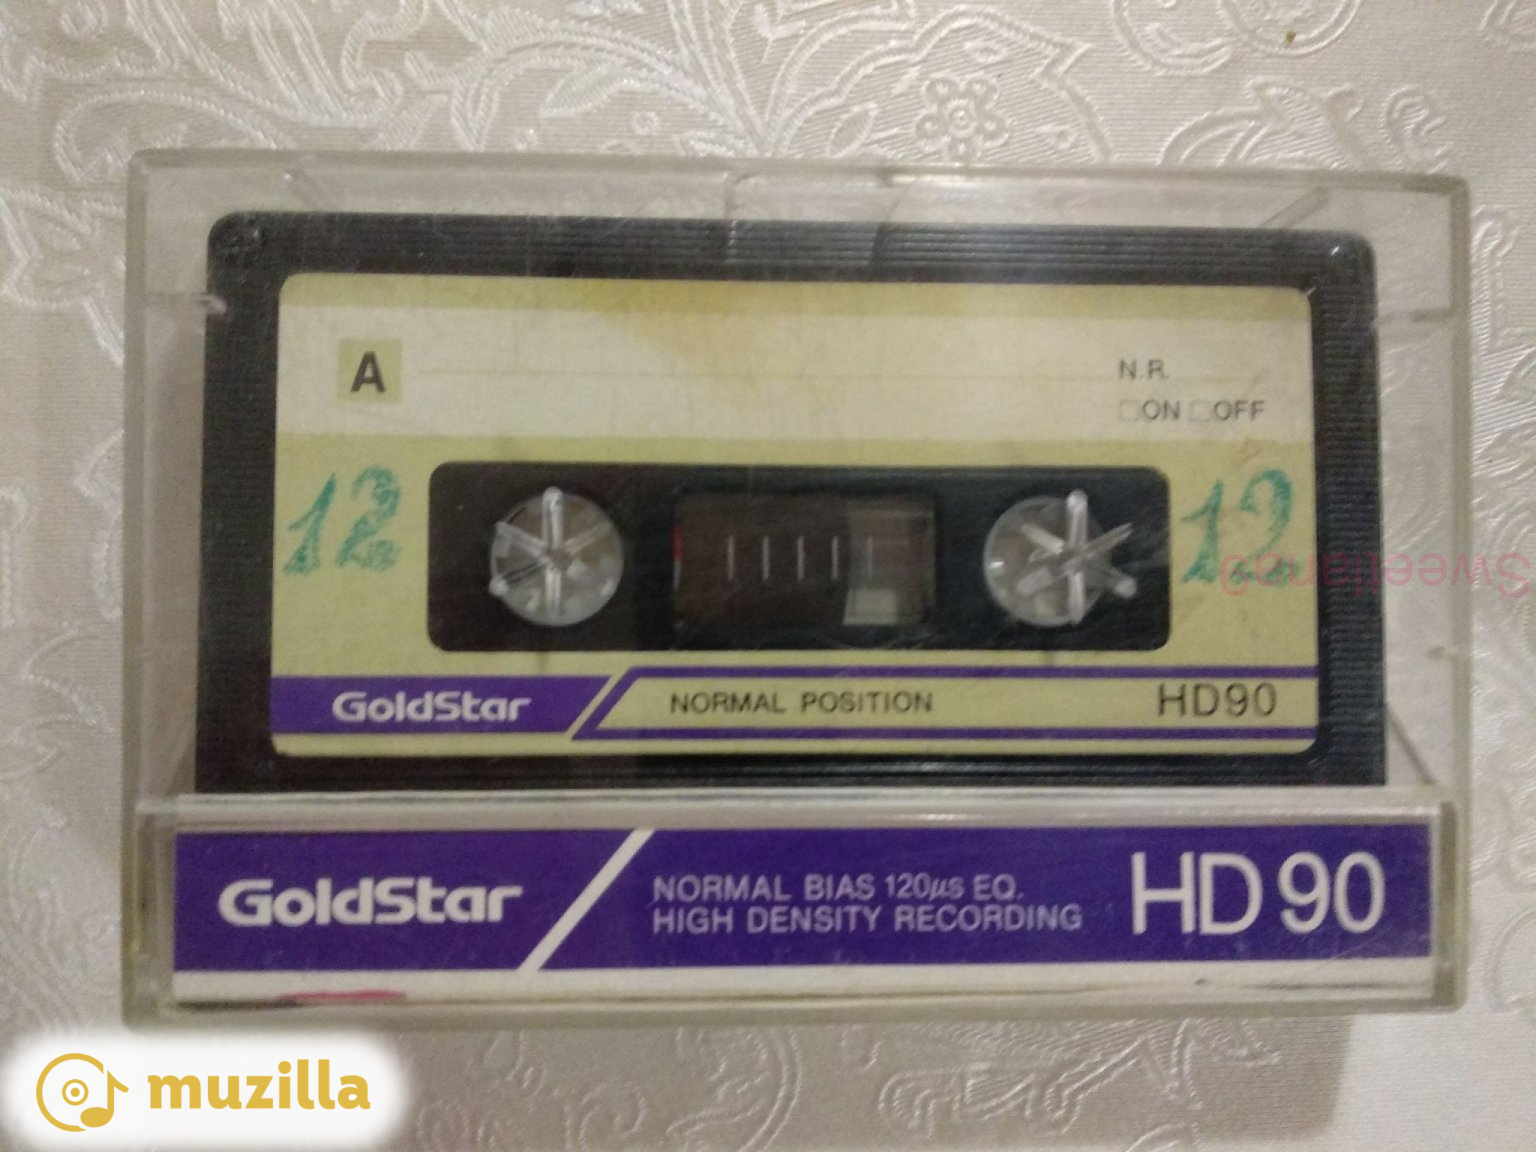 A
N.R.
□ON □OFF
12
12
Sweetlana9
GoldStar
NORMAL POSITION
HD90
GoldStar
NORMAL BIAS 120µs EQ.
HIGH DENSITY RECORDING
HD 90
muzilla